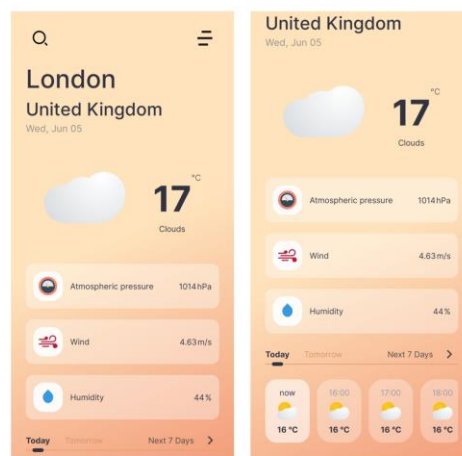 London
United Kingdom
Wed, Jun 05
°C
17
Clouds
Atmospheric pressure 1014hPa
Wind 4.63m/s
Humidity 44%
Today Tomorrow Next 7 Days
United Kingdom
Wed, Jun 05
°C
17
Clouds
Atmospheric pressure 1014hPa
Wind 4.63m/s
Humidity 44%
Today Tomorrow Next 7 Days
now 16:00 17:00 18:00
16 °C 16 °C 16 °C 16 °C